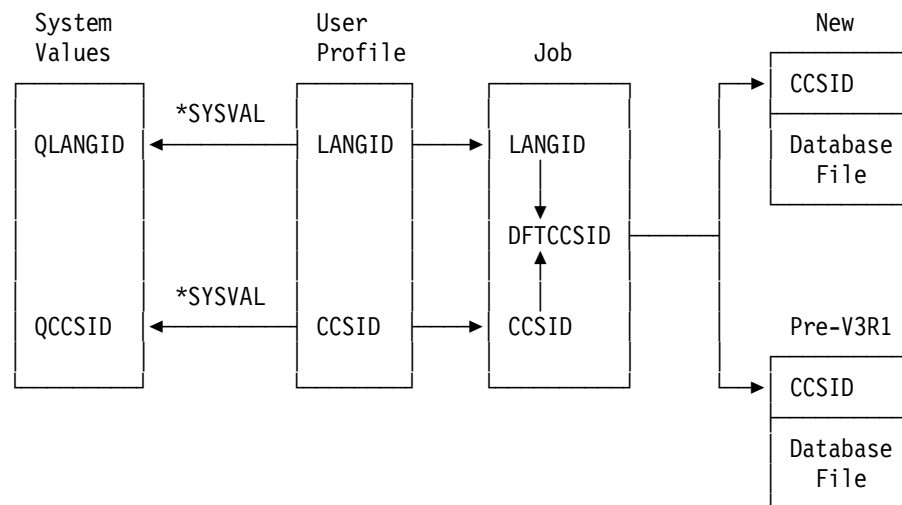 System
Values
User
Profile
Job
New
QLANGID
*SYSVAL
LANGID
LANGID
DFTCCSID
QCCSID
*SYSVAL
CCSID
CCSID
CCSID
Database
File
Pre-V3R1
CCSID
Database
File